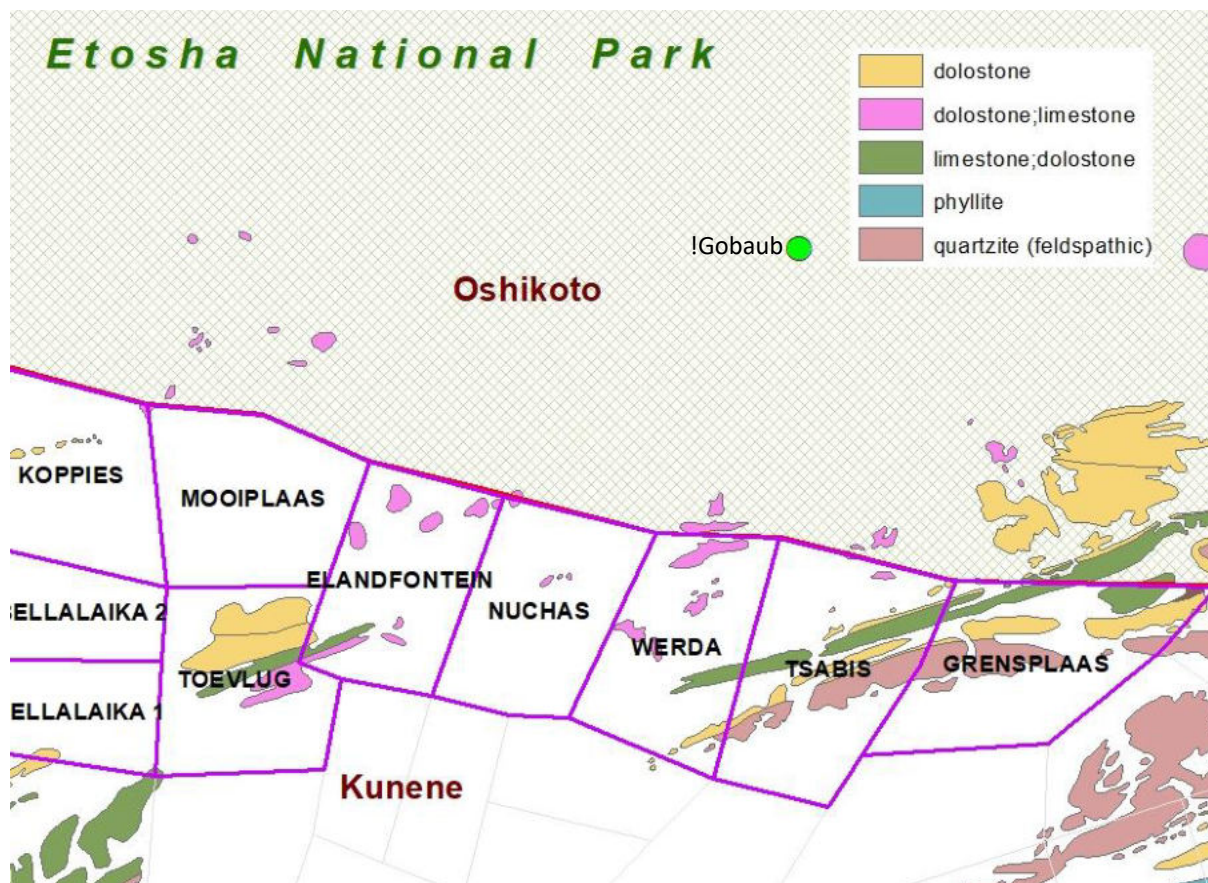 Etosha National Park
dolostone
dolostone;limestone
limestone;dolostone
phyllite
quartzite (feldspathic)
!Gobaub
Oshikoto
KOPPIES
MOOIPLAAS
ELANDFONTEIN
NUCHAS
ELLALAIKA 2
WERDA
TSABIS
GRENSPLAAS
TOEVLUG
ELLALAIKA 1
Kunene